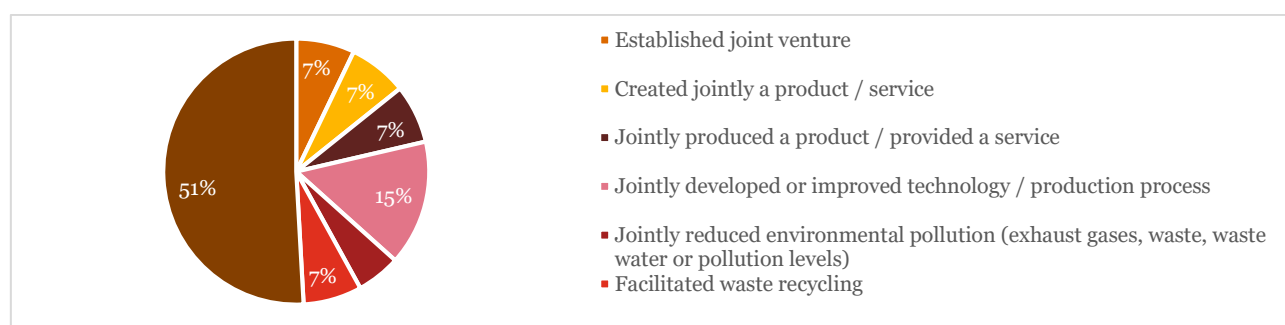 7%
7%
7%
15%
7%
51%
Established joint venture
Created jointly a product / service
Jointly produced a product / provided a service
Jointly developed or improved technology / production process
Jointly reduced environmental pollution (exhaust gases, waste, waste
water or pollution levels)
Facilitated waste recycling